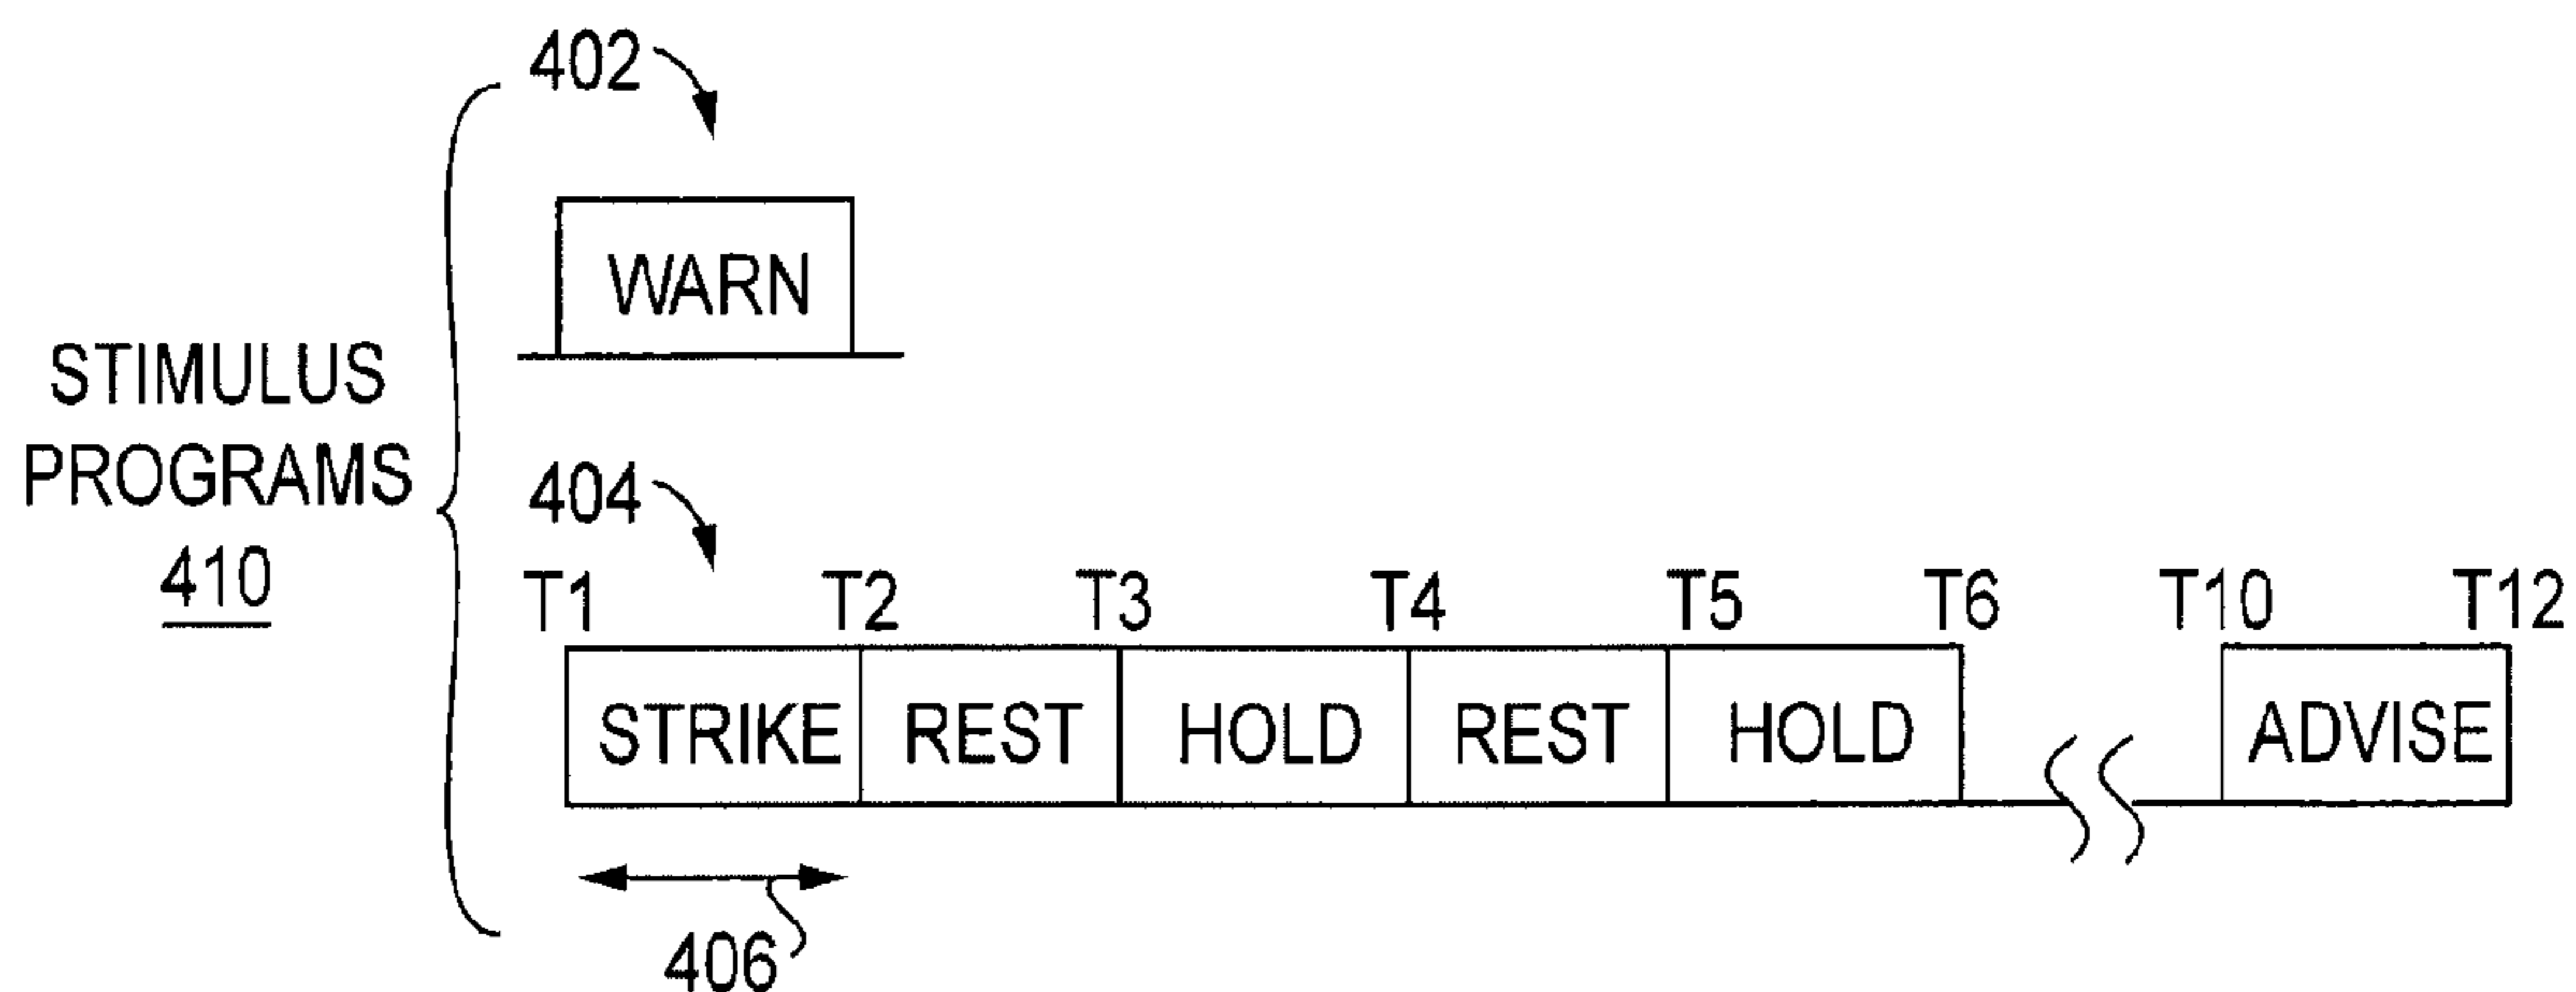 402
WARN
STIMULUS
PROGRAMS
410
404
T1 T2 T3 T4 T5 T6 T10 T12
STRIKE REST HOLD REST HOLD ADVISE
406